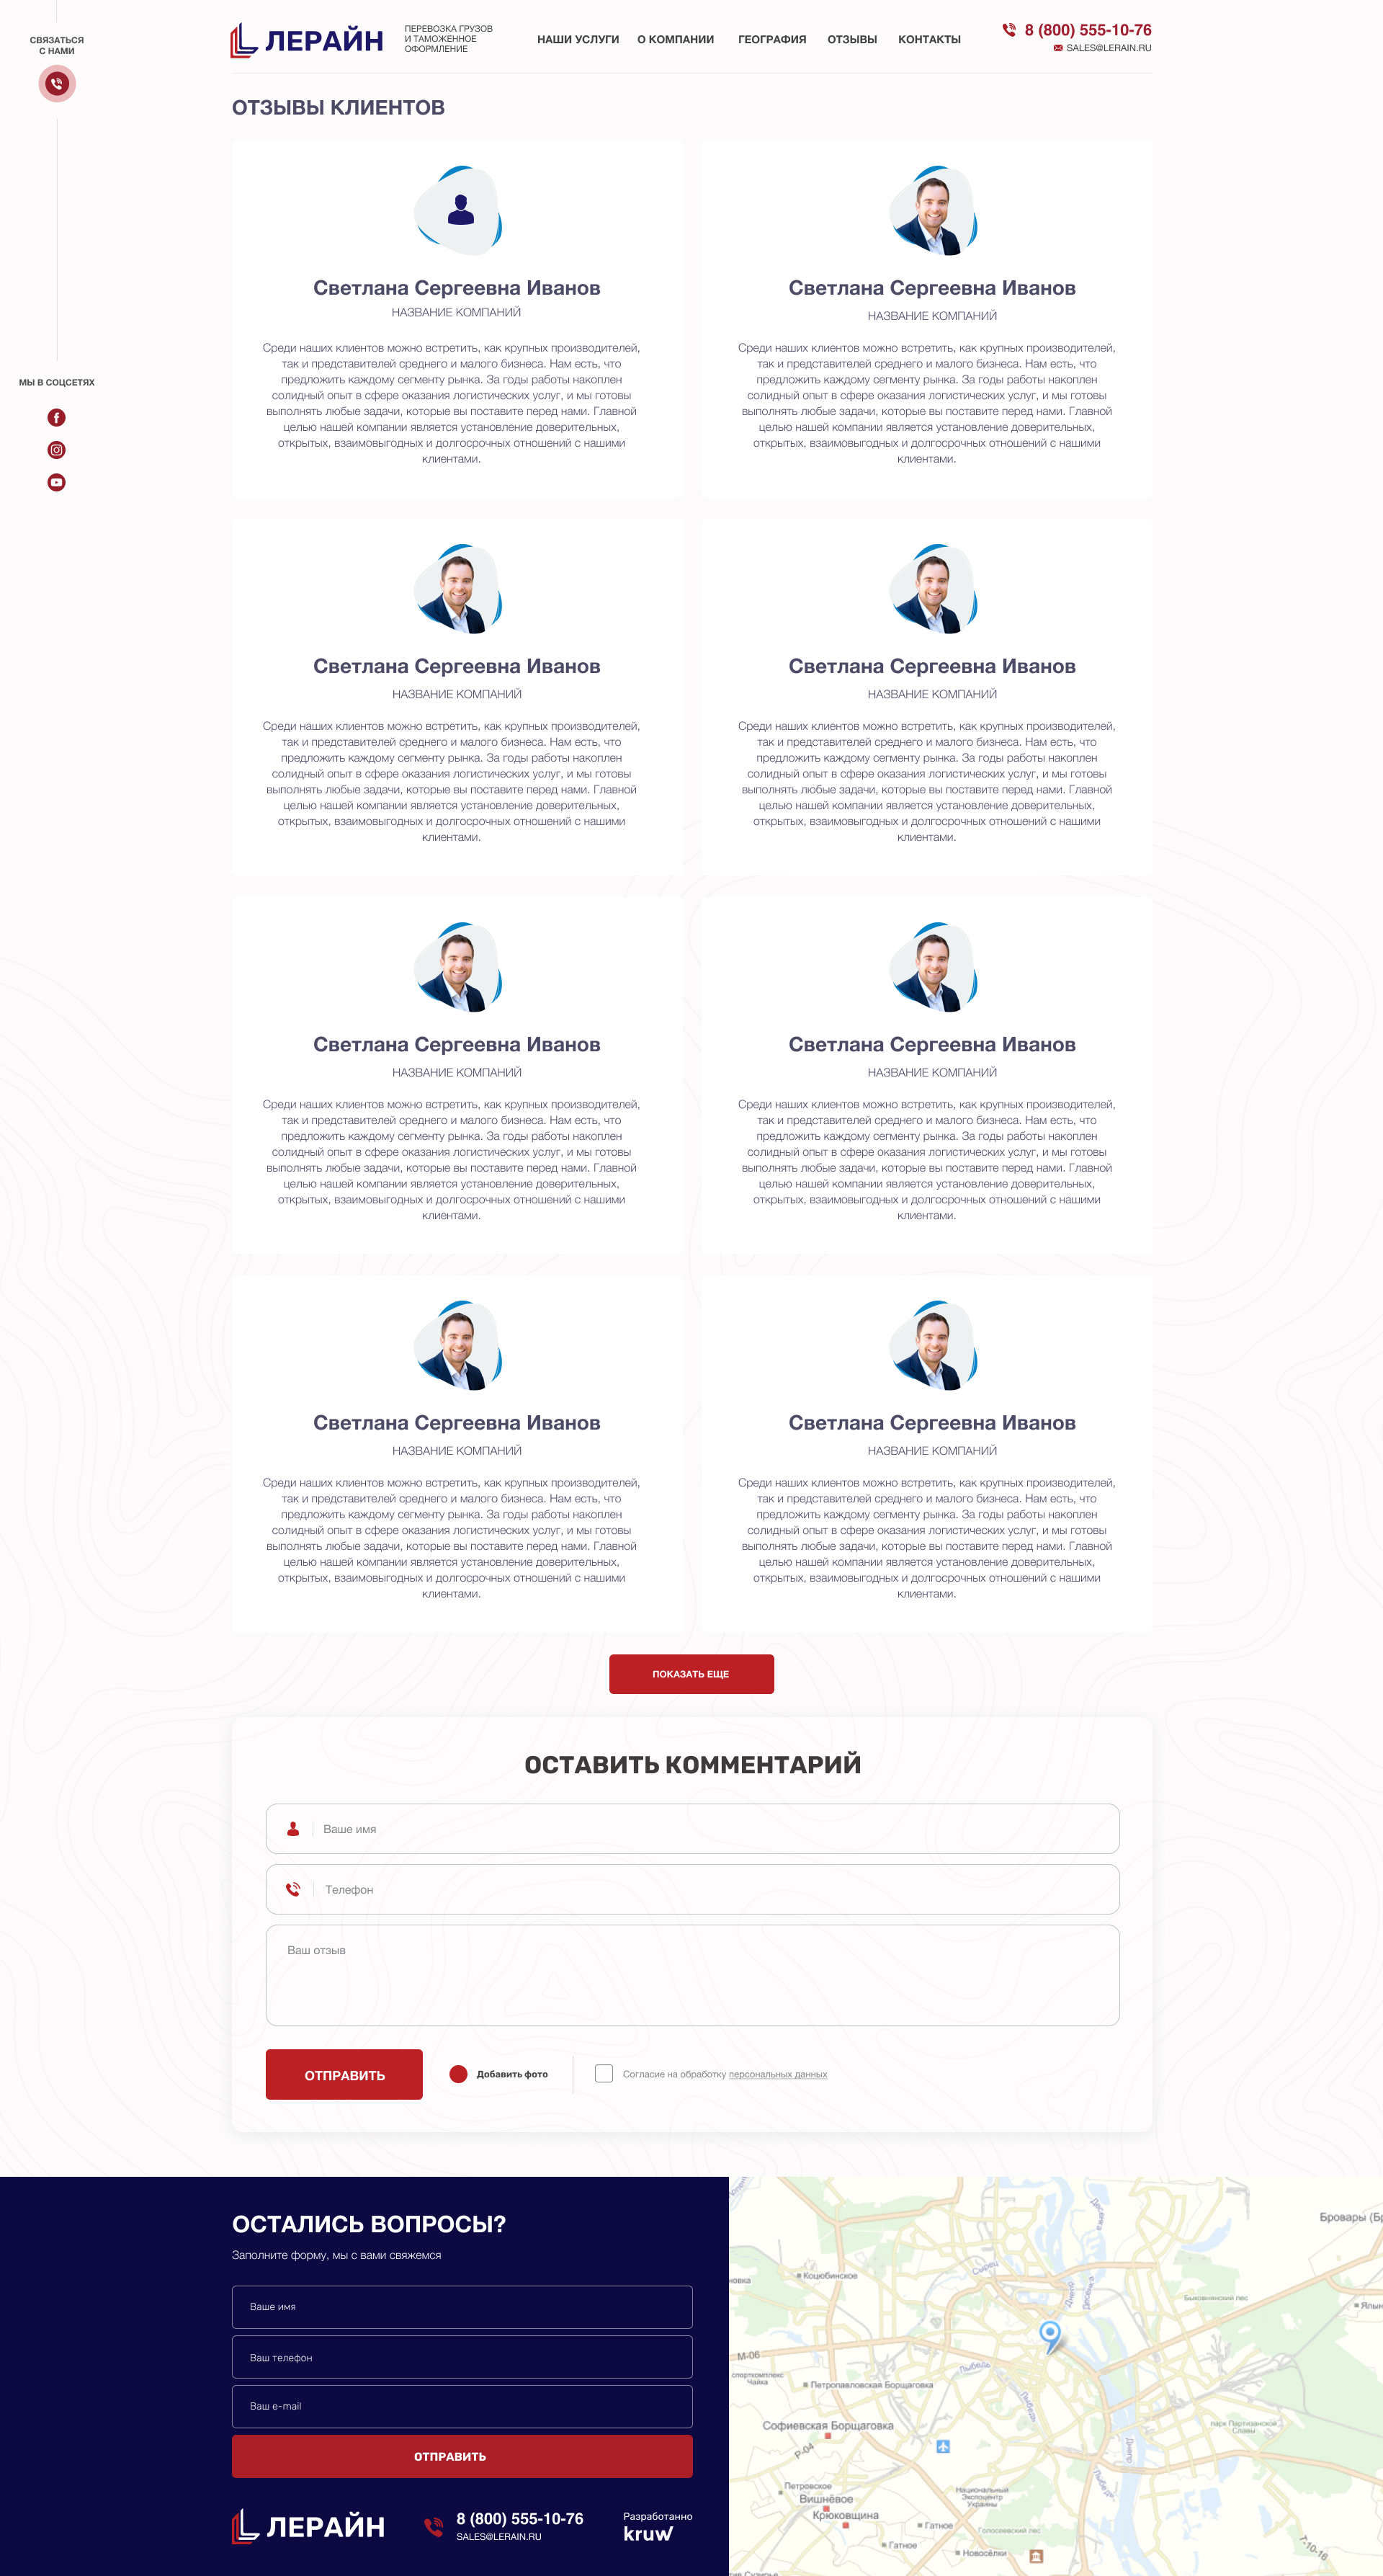 СВЯЗАТЬСЯ
С НАМИ
ЛЕРАЙН
ПЕРЕВОЗКА ГРУЗОВ
И ТАМОЖЕННОЕ
ОФОРМЛЕНИЕ
НАШИ УСЛУГИ О КОМПАНИИ ГЕОГРАФИЯ ОТЗЫВЫ КОНТАКТЫ
8 (800) 555-10-76
SALES@LERAIN.RU
МЫ В СОЦСЕТЯХ
ОТЗЫВЫ КЛИЕНТОВ
Светлана Сергеевна Иванов
НАЗВАНИЕ КОМПАНИЙ
Среди наших клиентов можно встретить, как крупных производителей,
так и представителей среднего и малого бизнеса. Нам есть, что
предложить каждому сегменту рынка. За годы работы накоплен
солидный опыт в сфере оказания логистических услуг, и мы готовы
выполнять любые задачи, которые вы поставите перед нами. Главной
целью нашей компании является установление доверительных,
открытых, взаимовыгодных и долгосрочных отношений с нашими
клиентами.
Светлана Сергеевна Иванов
НАЗВАНИЕ КОМПАНИЙ
Среди наших клиентов можно встретить, как крупных производителей,
так и представителей среднего и малого бизнеса. Нам есть, что
предложить каждому сегменту рынка. За годы работы накоплен
солидный опыт в сфере оказания логистических услуг, и мы готовы
выполнять любые задачи, которые вы поставите перед нами. Главной
целью нашей компании является установление доверительных,
открытых, взаимовыгодных и долгосрочных отношений с нашими
клиентами.
Светлана Сергеевна Иванов
НАЗВАНИЕ КОМПАНИЙ
Среди наших клиентов можно встретить, как крупных производителей,
так и представителей среднего и малого бизнеса. Нам есть, что
предложить каждому сегменту рынка. За годы работы накоплен
солидный опыт в сфере оказания логистических услуг, и мы готовы
выполнять любые задачи, которые вы поставите перед нами. Главной
целью нашей компании является установление доверительных,
открытых, взаимовыгодных и долгосрочных отношений с нашими
клиентами.
Светлана Сергеевна Иванов
НАЗВАНИЕ КОМПАНИЙ
Среди наших клиентов можно встретить, как крупных производителей,
так и представителей среднего и малого бизнеса. Нам есть, что
предложить каждому сегменту рынка. За годы работы накоплен
солидный опыт в сфере оказания логистических услуг, и мы готовы
выполнять любые задачи, которые вы поставите перед нами. Главной
целью нашей компании является установление доверительных,
открытых, взаимовыгодных и долгосрочных отношений с нашими
клиентами.
Светлана Сергеевна Иванов
НАЗВАНИЕ КОМПАНИЙ
Среди наших клиентов можно встретить, как крупных производителей,
так и представителей среднего и малого бизнеса. Нам есть, что
предложить каждому сегменту рынка. За годы работы накоплен
солидный опыт в сфере оказания логистических услуг, и мы готовы
выполнять любые задачи, которые вы поставите перед нами. Главной
целью нашей компании является установление доверительных,
открытых, взаимовыгодных и долгосрочных отношений с нашими
клиентами.
Светлана Сергеевна Иванов
НАЗВАНИЕ КОМПАНИЙ
Среди наших клиентов можно встретить, как крупных производителей,
так и представителей среднего и малого бизнеса. Нам есть, что
предложить каждому сегменту рынка. За годы работы накоплен
солидный опыт в сфере оказания логистических услуг, и мы готовы
выполнять любые задачи, которые вы поставите перед нами. Главной
целью нашей компании является установление доверительных,
открытых, взаимовыгодных и долгосрочных отношений с нашими
клиентами.
Светлана Сергеевна Иванов
НАЗВАНИЕ КОМПАНИЙ
Среди наших клиентов можно встретить, как крупных производителей,
так и представителей среднего и малого бизнеса. Нам есть, что
предложить каждому сегменту рынка. За годы работы накоплен
солидный опыт в сфере оказания логистических услуг, и мы готовы
выполнять любые задачи, которые вы поставите перед нами. Главной
целью нашей компании является установление доверительных,
открытых, взаимовыгодных и долгосрочных отношений с нашими
клиентами.
Светлана Сергеевна Иванов
НАЗВАНИЕ КОМПАНИЙ
Среди наших клиентов можно встретить, как крупных производителей,
так и представителей среднего и малого бизнеса. Нам есть, что
предложить каждому сегменту рынка. За годы работы накоплен
солидный опыт в сфере оказания логистических услуг, и мы готовы
выполнять любые задачи, которые вы поставите перед нами. Главной
целью нашей компании является установление доверительных,
открытых, взаимовыгодных и долгосрочных отношений с нашими
клиентами.
ПОКАЗАТЬ ЕЩЕ
ОСТАВИТЬ КОММЕНТАРИЙ
Ваше имя
Телефон
Ваш отзыв
ОТПРАВИТЬ
Добавить фото
Согласие на обработку персональных данных
ОСТАЛИСЬ ВОПРОСЫ?
Заполните форму, мы с вами свяжемся
Ваше имя
Ваш телефон
Ваш e-mail
ОТПРАВИТЬ
ЛЕРАЙН
8 (800) 555-10-76
SALES@LERAIN.RU
Разработанно
kruw
Десенка
Бровары
Коцюбинское
Сырец
Днепр
Десенка
Быковнянский лес
М-06
спорткомплекс
Чайка
Петропавловская Борщаговка
Лыбедь
Лыбедь
Софиевская Борщаговка
Р-04
парк Партизанской
Славы
Днепр
Лыбедь
Петровское
Вишнёвое
Крюковщина
Национальный
Экспоцентр
Украины
Гатное
Голосеевский лес
Гатное
Новосёлки
Т-10-16